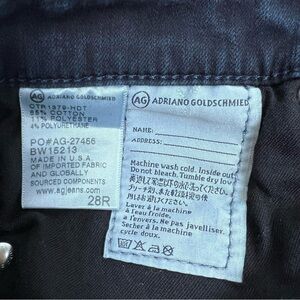 AG ADRIANO GOLDSCHMIED
CTR1379-HOT
85% COTTON
11% POLYESTER
4% POLYURETHANE
PO#AG-27456
BW15213
MADE IN U.S.A.
OF IMPORTED FABRIC
AND GLOBALLY
SOURCED COMPONENTS
www.agjeans.com
28R
AG ADRIANO GOLDSCHMIED
NAME:
ADDRESS:
Machine wash cold. Inside out.
Do not bleach. Tumble dry low.
Laver à la machine
à l'eau froide,
à l'envers. Ne pas javelliser.
Sécher à la machine
cycle doux.